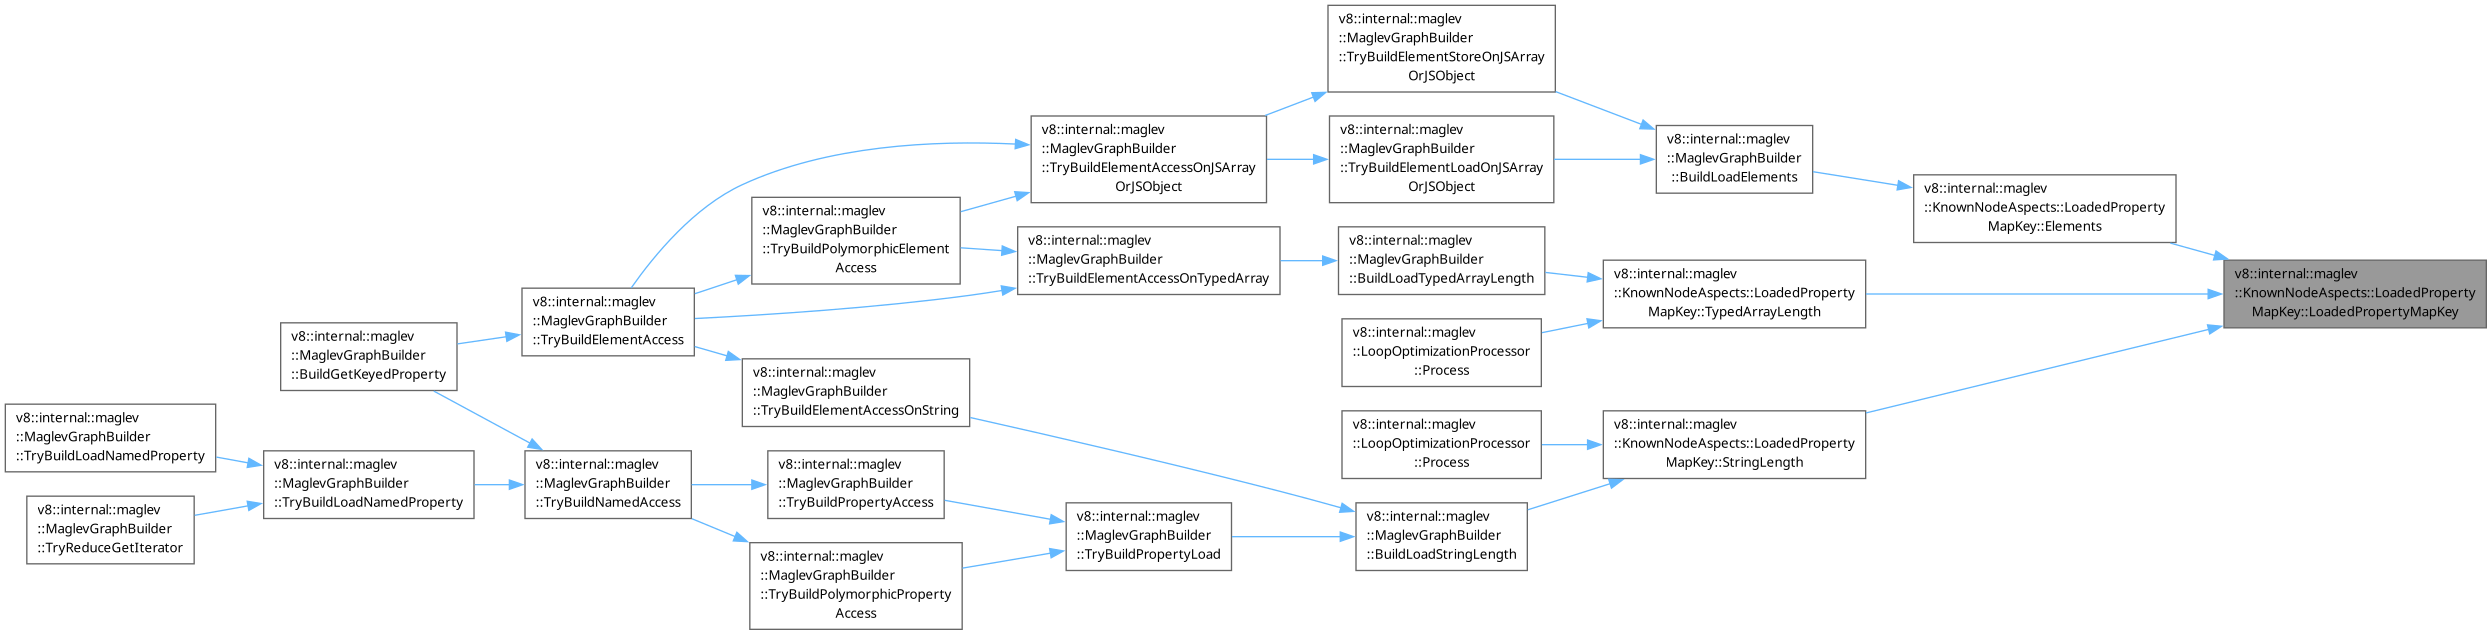 v8::internal::maglev
::MaglevGraphBuilder
::TryBuildElementStoreOnJSArray
OrJSObject
v8::internal::maglev
::MaglevGraphBuilder
::TryBuildElementAccessOnJSArray
OrJSObject
v8::internal::maglev
::MaglevGraphBuilder
::TryBuildElementLoadOnJSArray
OrJSObject
v8::internal::maglev
::MaglevGraphBuilder
::BuildLoadElements
v8::internal::maglev
::KnownNodeAspects::LoadedProperty
MapKey::Elements
v8::internal::maglev
::MaglevGraphBuilder
::TryBuildPolymorphicElement
Access
v8::internal::maglev
::MaglevGraphBuilder
::TryBuildElementAccessOnTypedArray
v8::internal::maglev
::MaglevGraphBuilder
::BuildLoadTypedArrayLength
v8::internal::maglev
::KnownNodeAspects::LoadedProperty
MapKey::TypedArrayLength
v8::internal::maglev
::KnownNodeAspects::LoadedProperty
MapKey::LoadedPropertyMapKey
v8::internal::maglev
::MaglevGraphBuilder
::TryBuildElementAccess
v8::internal::maglev
::LoopOptimizationProcessor
::Process
v8::internal::maglev
::MaglevGraphBuilder
::BuildGetKeyedProperty
v8::internal::maglev
::MaglevGraphBuilder
::TryBuildElementAccessOnString
v8::internal::maglev
::MaglevGraphBuilder
::TryBuildLoadNamedProperty
v8::internal::maglev
::LoopOptimizationProcessor
::Process
v8::internal::maglev
::KnownNodeAspects::LoadedProperty
MapKey::StringLength
v8::internal::maglev
::MaglevGraphBuilder
::TryBuildLoadNamedProperty
v8::internal::maglev
::MaglevGraphBuilder
::TryBuildNamedAccess
v8::internal::maglev
::MaglevGraphBuilder
::TryBuildPropertyAccess
v8::internal::maglev
::MaglevGraphBuilder
::TryReduceGetIterator
v8::internal::maglev
::MaglevGraphBuilder
::TryBuildPropertyLoad
v8::internal::maglev
::MaglevGraphBuilder
::BuildLoadStringLength
v8::internal::maglev
::MaglevGraphBuilder
::TryBuildPolymorphicProperty
Access